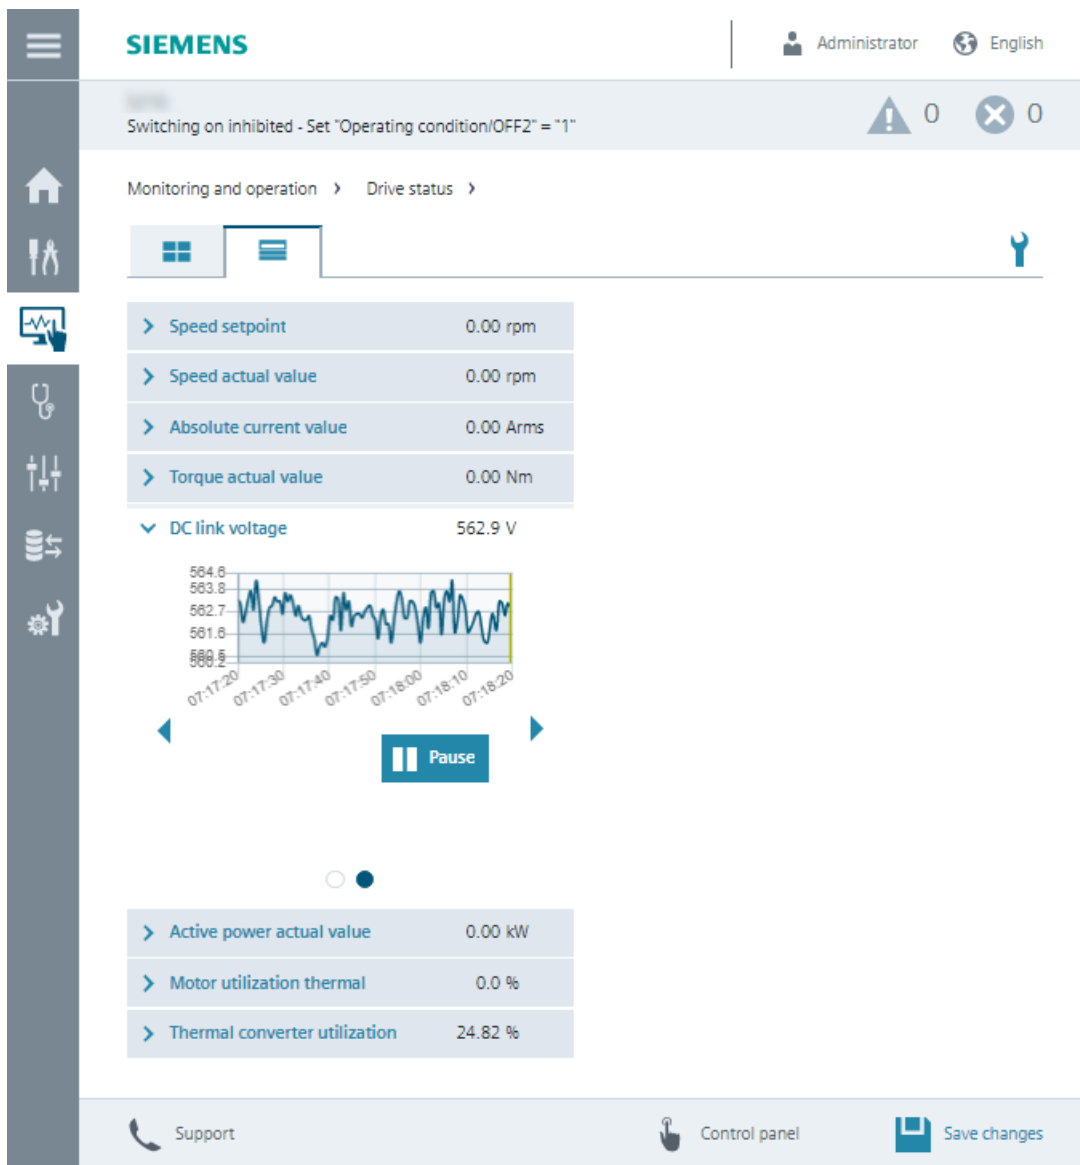 SIEMENS
Administrator
English
Switching on inhibited - Set "Operating condition/OFF2" = "1"
0
0
Monitoring and operation
Drive status
Speed setpoint 0.00 rpm
Speed actual value 0.00 rpm
Absolute current value 0.00 Arms
Torque actual value 0.00 Nm
DC link voltage 562.9 V
564.6
563.8
562.7
561.6
560.5
560.2
07:17:20 07:17:30 07:17:40 07:17:50 07:18:00 07:18:10 07:18:20
Pause
Active power actual value 0.00 kW
Motor utilization thermal 0.0 %
Thermal converter utilization 24.82 %
Support
Control panel
Save changes